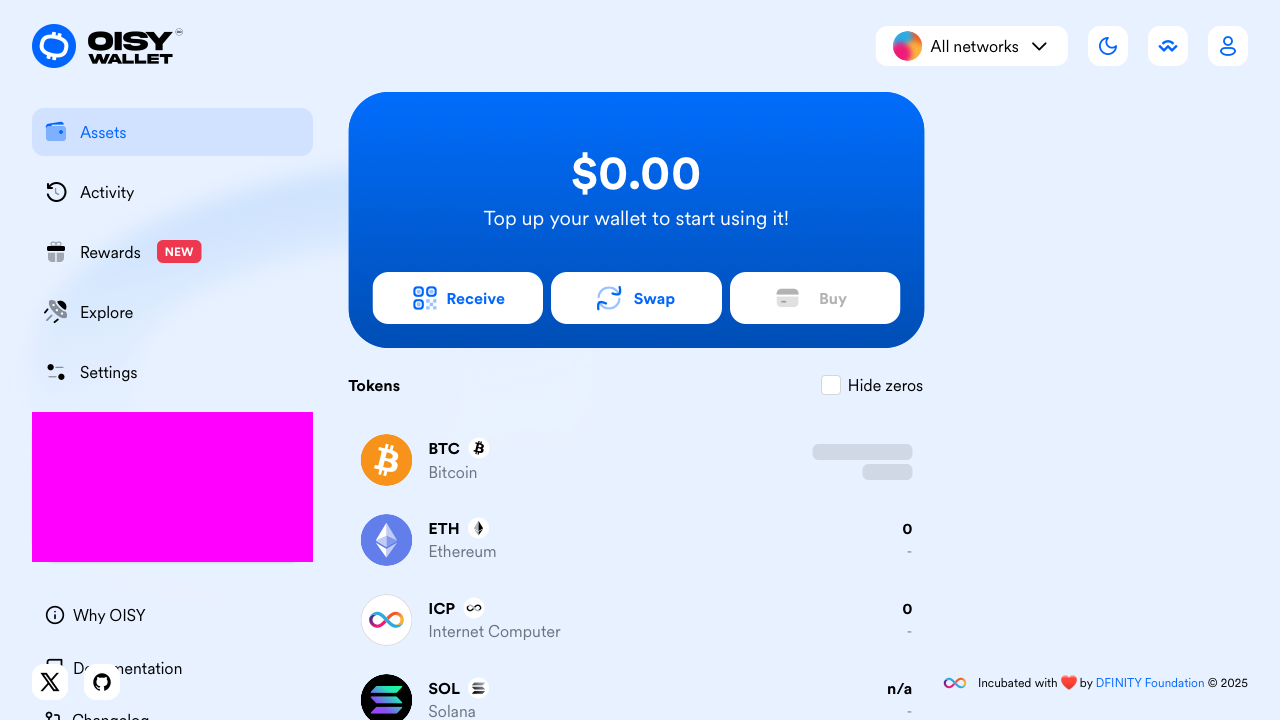 OISY
WALLET
All networks
Assets
Activity
Rewards NEW
Explore
Settings
$0.00
Top up your wallet to start using it!
Receive
Swap
Buy
Tokens
Hide zeros
BTC
Bitcoin
ETH
Ethereum
0
-
ICP
Internet Computer
0
-
SOL
Solana
n/a
-
Why OISY
Documentation
Changelog
Incubated with ❤️ by DFINITY Foundation © 2025